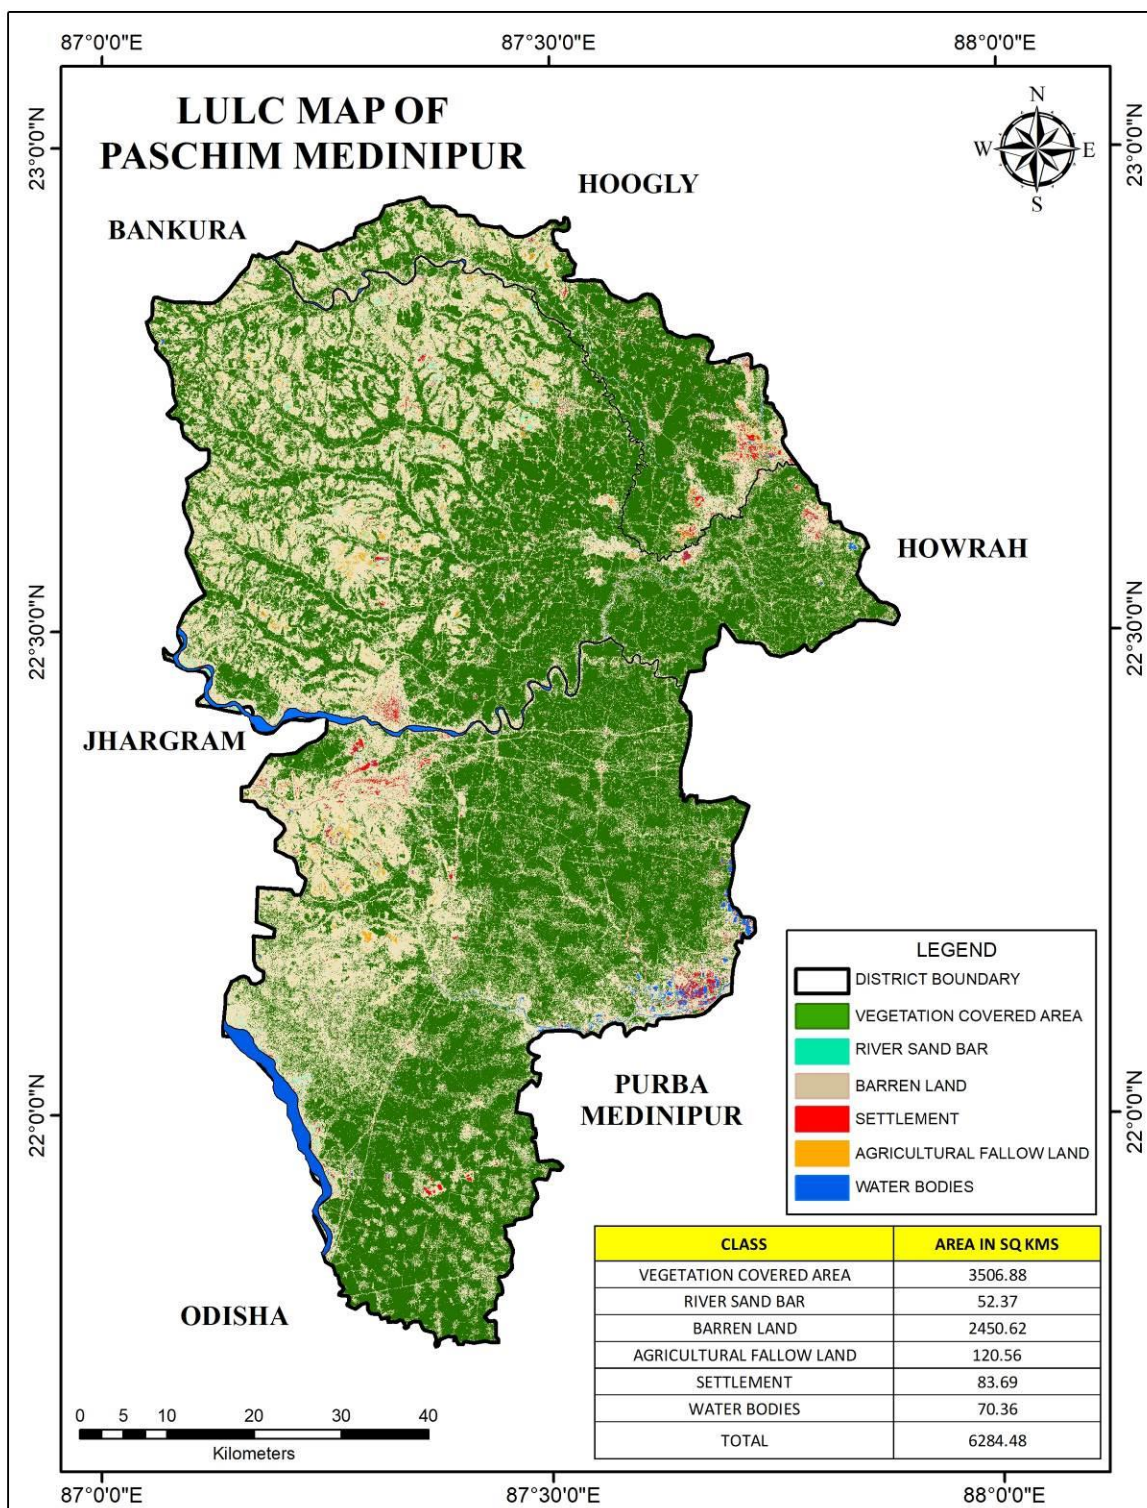 87°0'0"E 87°30'0"E 88°0'0"E
LULC MAP OF
PASCHIM MEDINIPUR
N
W E
S
23°0'0"N 23°0'0"N
HOOGLY
BANKURA
HOWRAH
22°30'0"N 22°30'0"N
JHARGRAM
LEGEND
DISTRICT BOUNDARY
VEGETATION COVERED AREA
RIVER SAND BAR
BARREN LAND
SETTLEMENT
AGRICULTURAL FALLOW LAND
WATER BODIES
PURBA
MEDINIPUR
22°0'0"N 22°0'0"N
ODISHA
CLASS AREA IN SQ KMS
VEGETATION COVERED AREA 3506.88
RIVER SAND BAR 52.37
BARREN LAND 2450.62
AGRICULTURAL FALLOW LAND 120.56
SETTLEMENT 83.69
WATER BODIES 70.36
TOTAL 6284.48
0 5 10 20 30 40
Kilometers
87°0'0"E 87°30'0"E 88°0'0"E